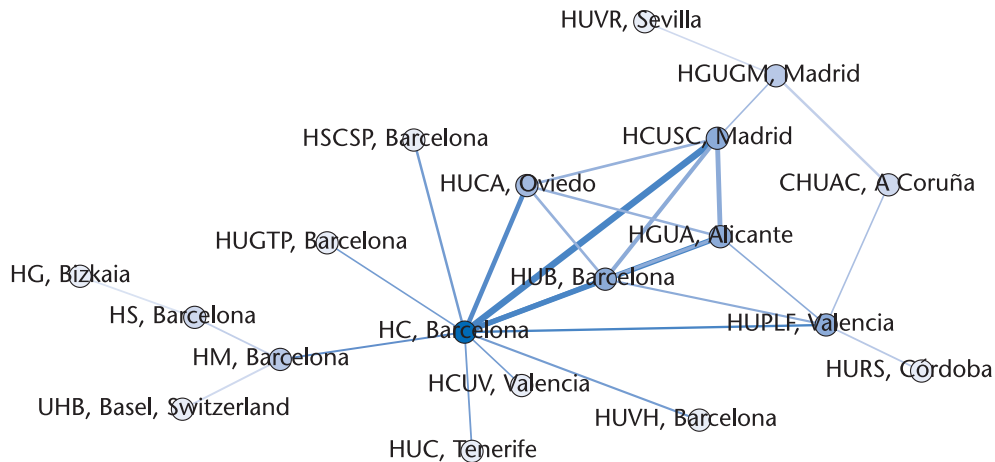 HUVR, Sevilla
HGUGM, Madrid
HSCSP, Barcelona
HCUSC, Madrid
HUCA, Oviedo
CHUAC, A Coruña
HUGTP, Barcelona
HGUA, Alicante
HG, Bizkaia
HUB, Barcelona
HS, Barcelona
HC, Barcelona
HUPLF, Valencia
HM, Barcelona
HURS, Córdoba
HCUV, Valencia
UHB, Basel, Switzerland
HUVH, Barcelona
HUC, Tenerife